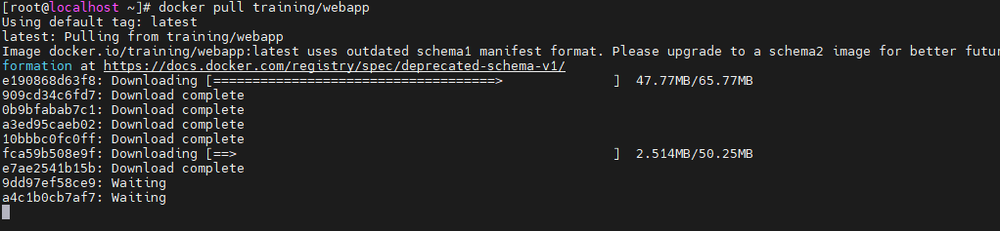 [root@localhost ~]# docker pull training/webapp
Using default tag: latest
latest: Pulling from training/webapp
Image docker.io/training/webapp:latest uses outdated schema1 manifest format. Please upgrade to a schema2 image for better futur
formation at https://docs.docker.com/registry/spec/deprecated-schema-v1/
e190868d63f8: Downloading [====================================>              ]  47.77MB/65.77MB
909cd34c6fd7: Download complete
0b9bfabab7c1: Download complete
a3ed95caeb02: Download complete
10bbbc0fc0ff: Download complete
fca59b508e9f: Downloading [==>                                                ]  2.514MB/50.25MB
e7ae2541b15b: Download complete
9dd97ef58ce9: Waiting
a4c1b0cb7af7: Waiting